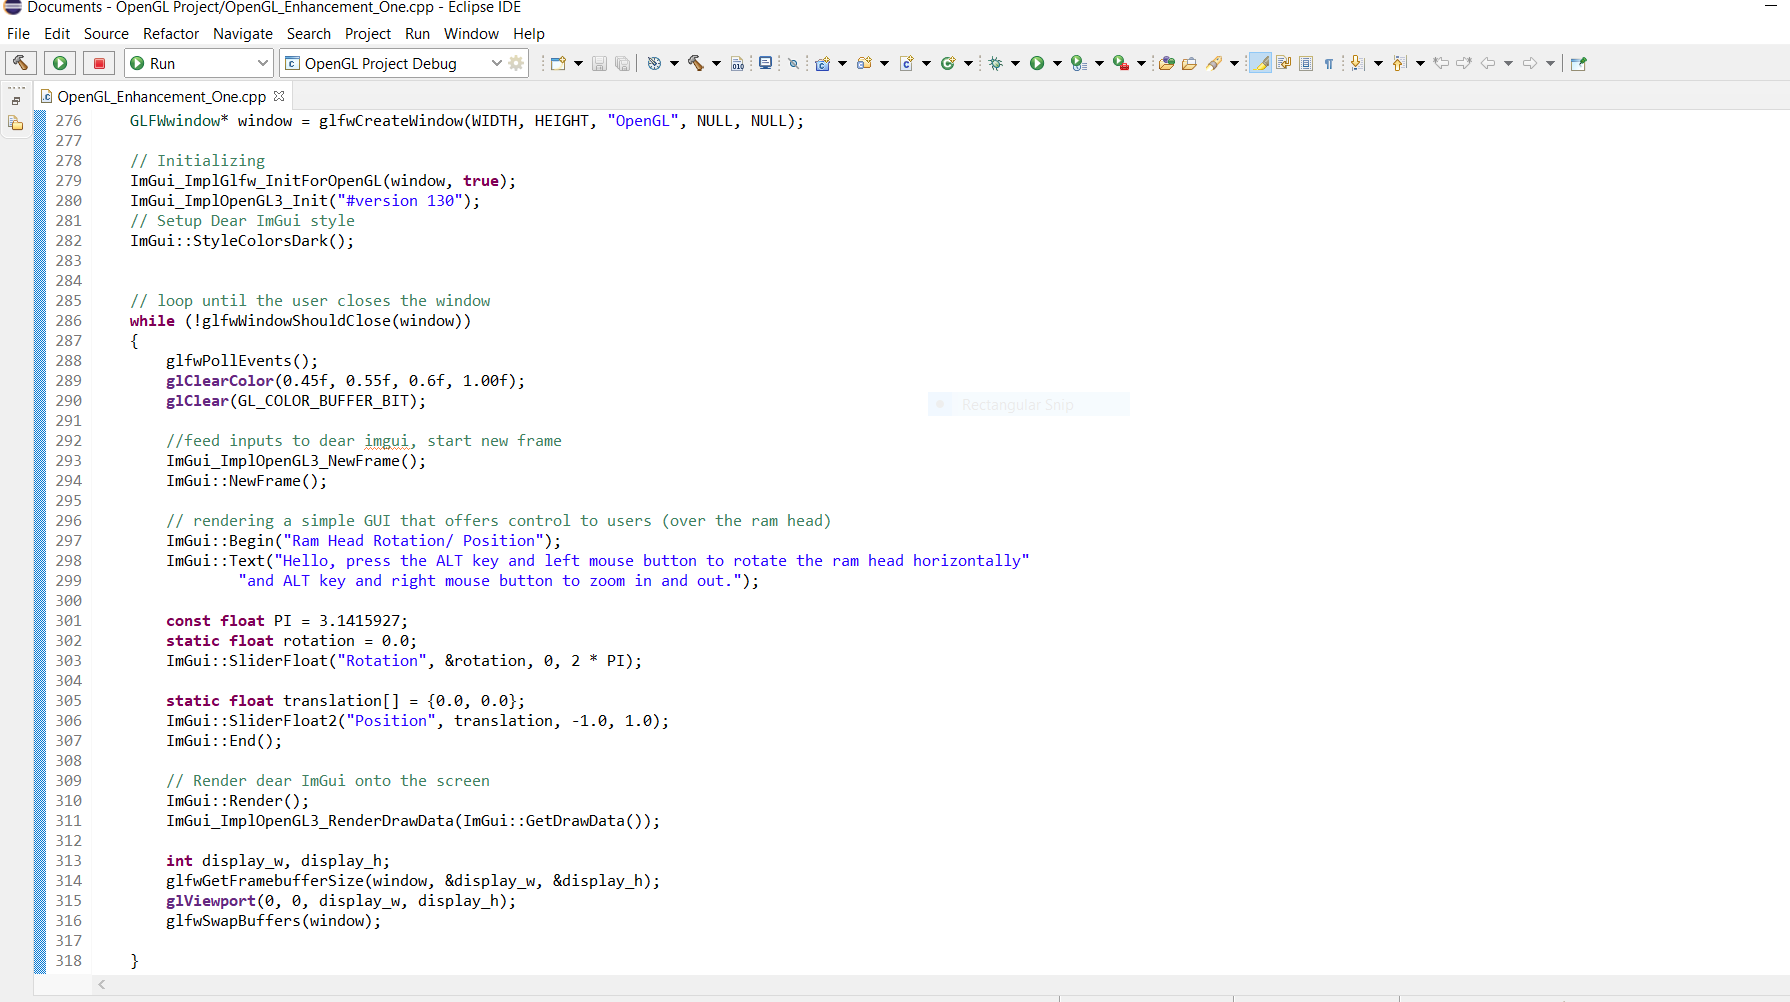 Documents - OpenGL Project/OpenGL_Enhancement_One.cpp - Eclipse IDE
File Edit Source Refactor Navigate Search Project Run Window Help
Run OpenGL Project Debug
OpenGL_Enhancement_One.cpp
276 GLFWwindow* window = glfwCreateWindow(WIDTH, HEIGHT, "OpenGL", NULL, NULL);
277
278 // Initializing
279 ImGui_ImplGlfw_InitForOpenGL(window, true);
280 ImGui_ImplOpenGL3_Init("#version 130");
281 // Setup Dear ImGui style
282 ImGui::StyleColorsDark();
283
284
285 // loop until the user closes the window
286 while (!glfwWindowShouldClose(window))
287 {
288 glfwPollEvents();
289 glClearColor(0.45f, 0.55f, 0.6f, 1.00f);
290 glClear(GL_COLOR_BUFFER_BIT);
Rectangular Snip
291
292 //feed inputs to dear imgui, start new frame
293 ImGui_ImplOpenGL3_NewFrame();
294 ImGui::NewFrame();
295
296 // rendering a simple GUI that offers control to users (over the ram head)
297 ImGui::Begin("Ram Head Rotation/ Position");
298 ImGui::Text("Hello, press the ALT key and left mouse button to rotate the ram head horizontally"
299 "and ALT key and right mouse button to zoom in and out.");
300
301 const float PI = 3.1415927;
302 static float rotation = 0.0;
303 ImGui::SliderFloat("Rotation", &rotation, 0, 2 * PI);
304
305 static float translation[] = {0.0, 0.0};
306 ImGui::SliderFloat2("Position", translation, -1.0, 1.0);
307 ImGui::End();
308
309 // Render dear ImGui onto the screen
310 ImGui::Render();
311 ImGui_ImplOpenGL3_RenderDrawData(ImGui::GetDrawData());
312
313 int display_w, display_h;
314 glfwGetFramebufferSize(window, &display_w, &display_h);
315 glViewport(0, 0, display_w, display_h);
316 glfwSwapBuffers(window);
317
318 }